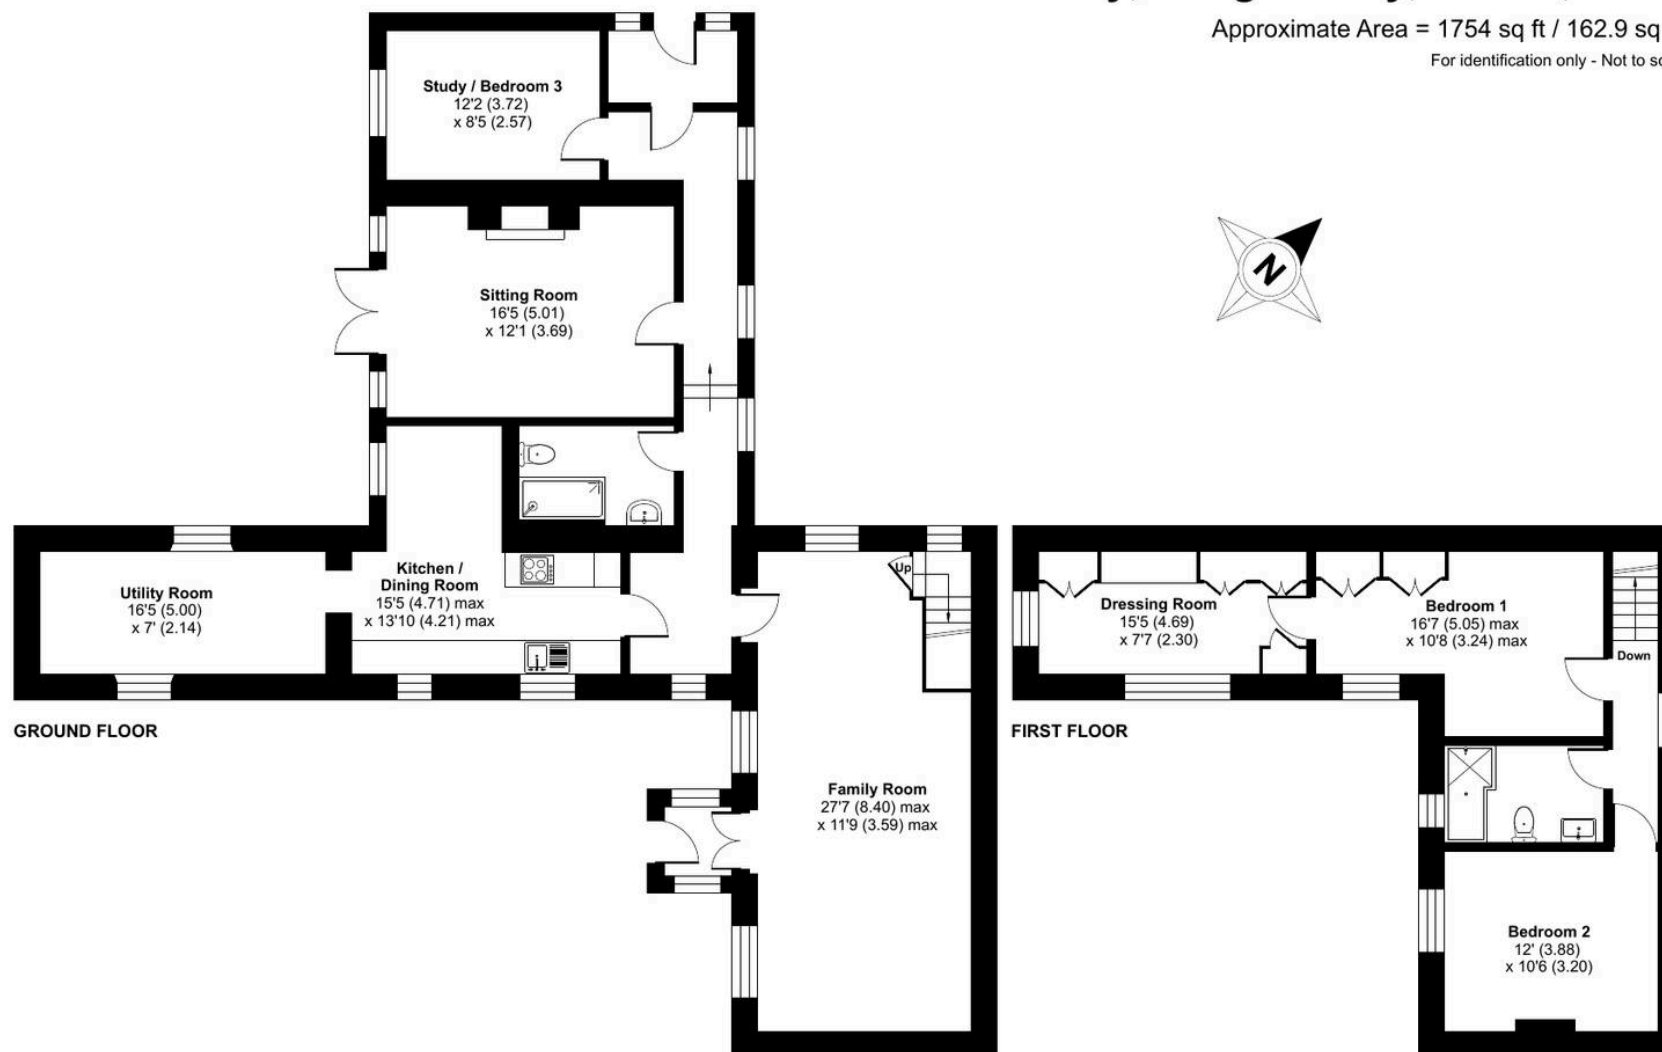 Approximate Area = 1754 sq ft / 162.9 sq
For identification only - Not to
Study / Bedroom 3
12'2 (3.72)
x 8'5 (2.57)
Sitting Room
16'5 (5.01)
x 12'1 (3.69)
N
Utility Room
16'5 (5.00)
x 7' (2.14)
Kitchen /
Dining Room
15'5 (4.71) max
x 13'10 (4.21) max
Up
Family Room
27'7 (8.40) max
x 11'9 (3.59) max
GROUND FLOOR
Dressing Room
15'5 (4.69)
x 7'7 (2.30)
Bedroom 1
16'7 (5.05) max
x 10'8 (3.24) max
Down
FIRST FLOOR
Bedroom 2
12' (3.88)
x 10'6 (3.20)